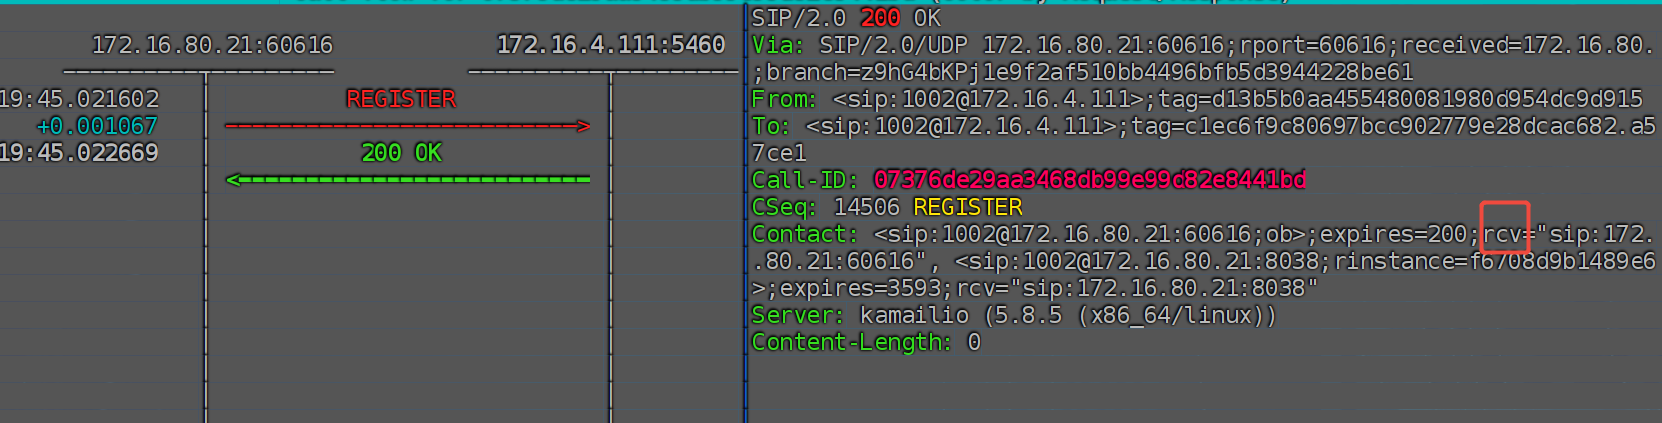 172.16.80.21:60616
172.16.4.111:5460
19:45.021602
REGISTER
+0.001067
19:45.022669
200 OK
SIP/2.0 200 OK
Via: SIP/2.0/UDP 172.16.80.21:60616;rport=60616;received=172.16.80.
;branch=z9hG4bKPj1e9f2af510bb4496bfb5d3944228be61
From: <sip:1002@172.16.4.111>;tag=d13b5b0aa455480081980d954dc9d915
To: <sip:1002@172.16.4.111>;tag=c1ec6f9c80697bcc902779e28dcac682.a5
7ce1
Call-ID: 07376de29aa3468db99e99d82e8441bd
CSeq: 14506 REGISTER
Contact: <sip:1002@172.16.80.21:60616;ob>;expires=200;rcv="sip:172.
.80.21:60616", <sip:1002@172.16.80.21:8038;rinstance=f6708d9b1489e6
>;expires=3593;rcv="sip:172.16.80.21:8038"
Server: kamailio (5.8.5 (x86_64/linux))
Content-Length: 0